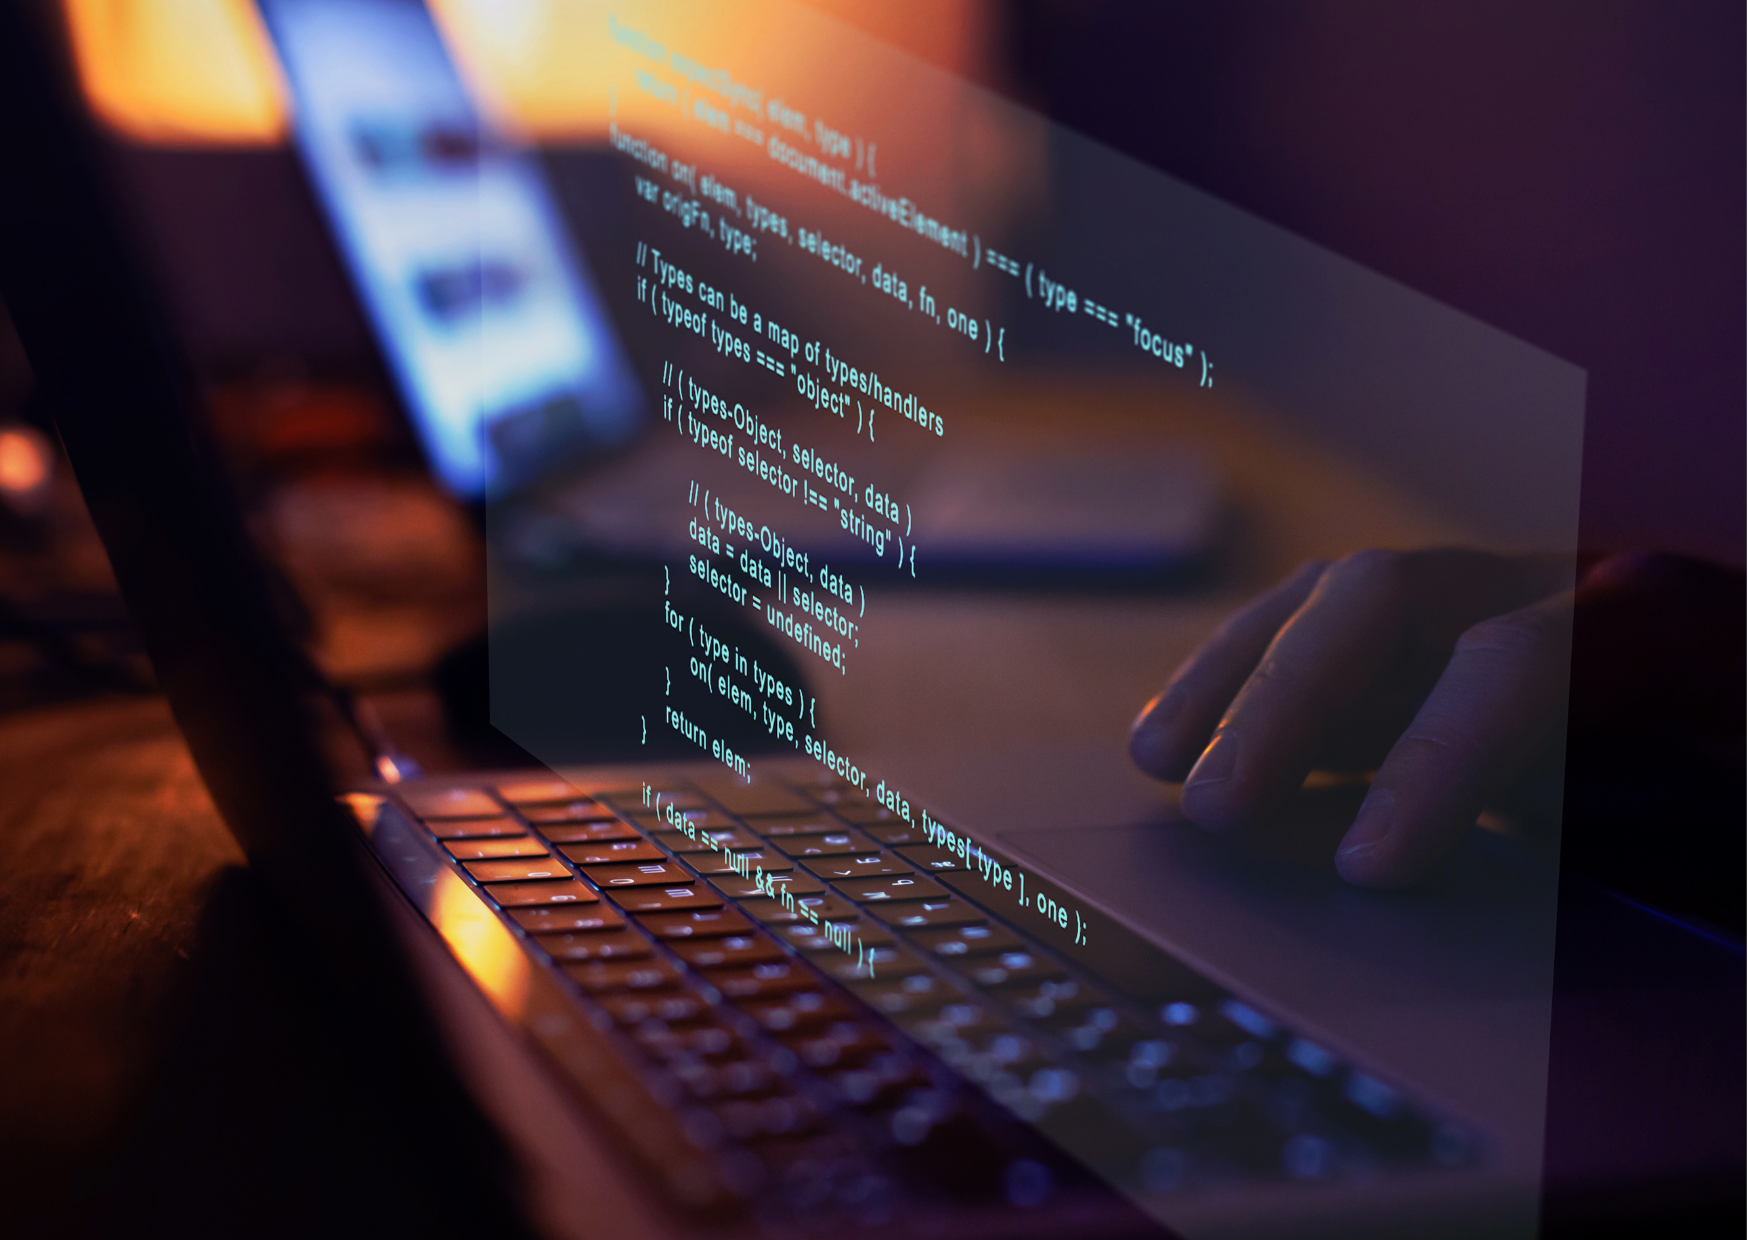 function expectSync( elem, type ) {
return ( elem === document.activeElement ) === ( type === "focus" );
}
function on( elem, types, selector, data, fn, one ) {
var origFn, type;
// Types can be a map of types/handlers
if ( typeof types === "object" ) {
// ( types-Object, selector, data )
if ( typeof selector !== "string" ) {
// ( types-Object, data )
data = data || selector;
selector = undefined;
}
for ( type in types ) {
on( elem, type, selector, data, types[ type ], one );
}
return elem;
}
if ( data == null && fn == null ) {